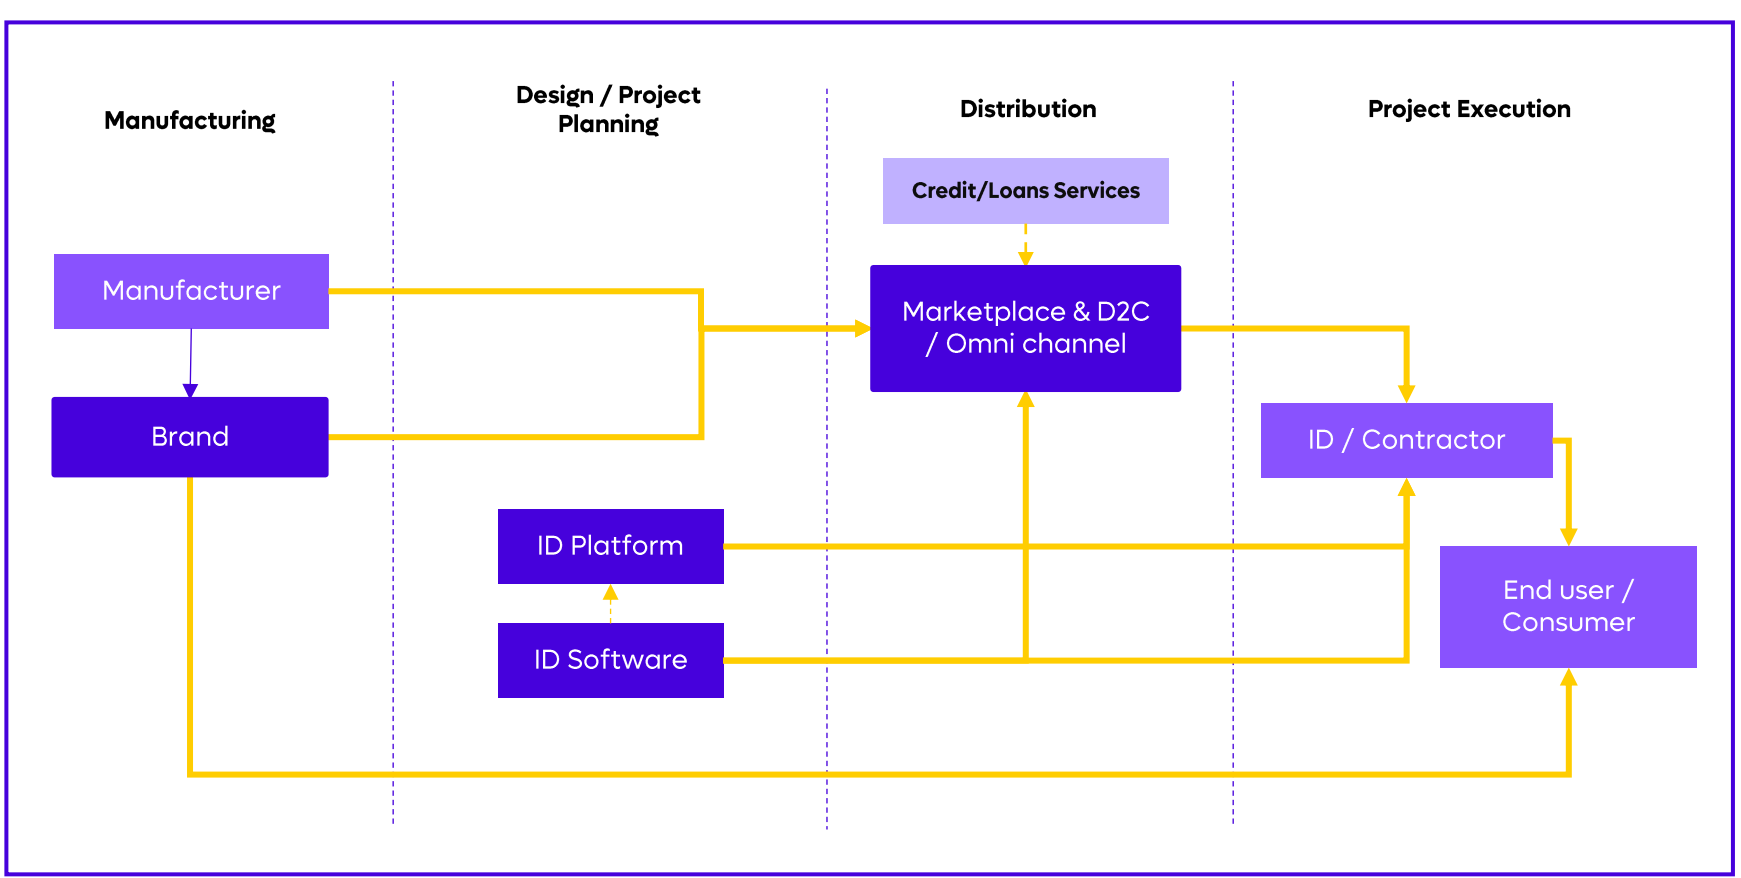 Manufacturing
Design / Project
Planning
Distribution
Project Execution
Credit/Loans Services
Manufacturer
Marketplace & D2C
/ Omni channel
Brand
ID / Contractor
ID Platform
End user /
Consumer
ID Software